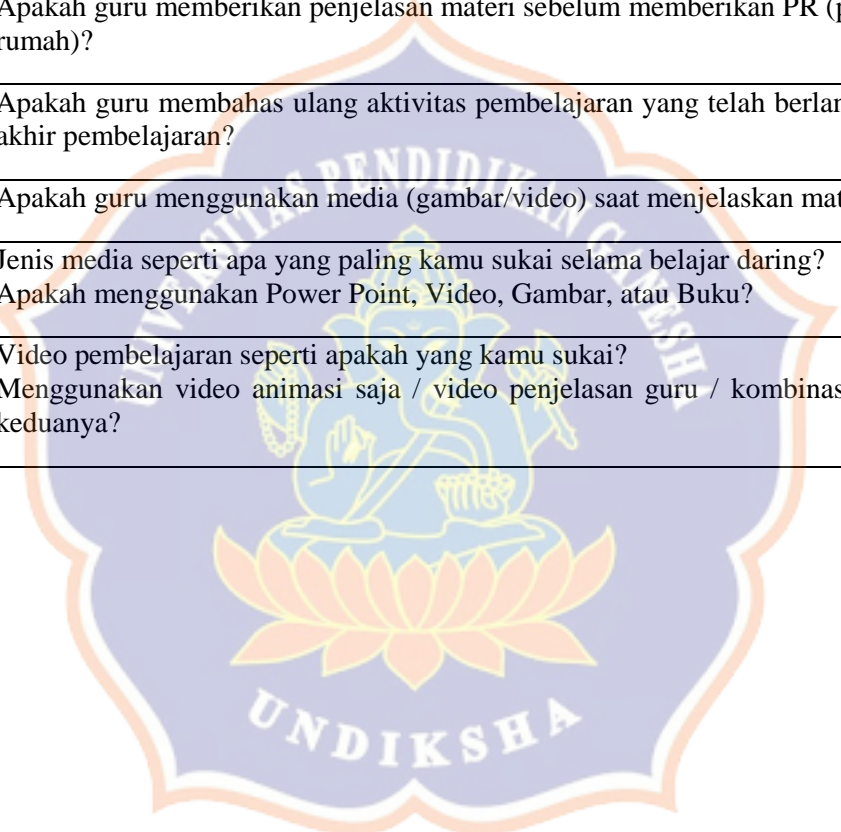 Apakah guru memberikan penjelasan materi sebelum memberikan PR
rumah)?
Apakah guru membahas ulang aktivitas pembelajaran yang telah
akhir pembelajaran?
Apakah guru menggunakan media (gambar/video) saat menjelaskan
UNIVERSITAS PENDIDIKAN GANESHA
Jenis media seperti apa yang paling kamu sukai selama belajar daring?
Apakah menggunakan Power Point, Video, Gambar, atau Buku?
Video pembelajaran seperti apakah yang kamu sukai?
Menggunakan video animasi saja / video penjelasan guru /
keduanya?
UNDIKSHA